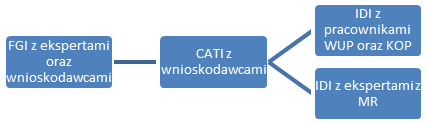 FGI z ekspertami
oraz
wnioskodawcami
CATI z
wnioskodawcami
IDI z
pracownikami
WUP oraz KOP
IDI z ekspertami z
MR